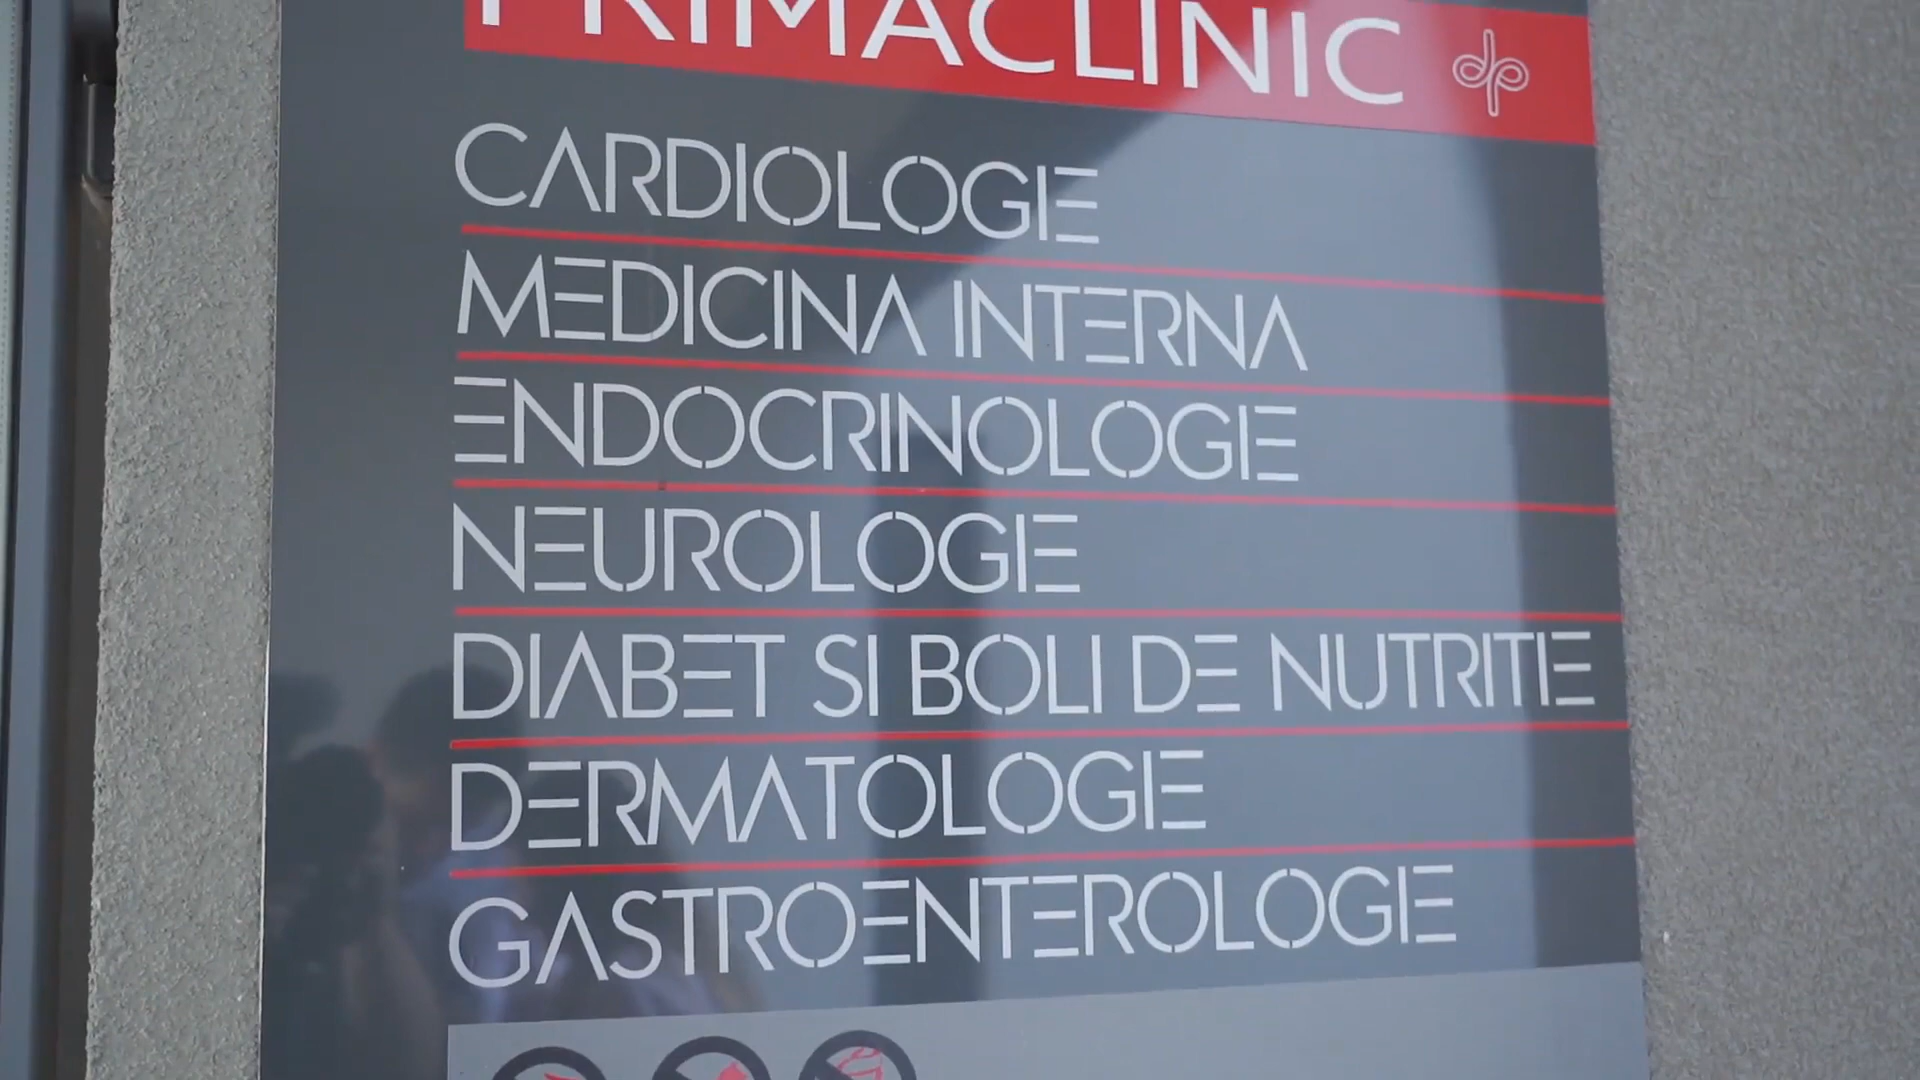 PRIMACLINIC
CARDIOLOGIE
MEDICINA INTERNA
ENDOCRINOLOGIE
NEUROLOGIE
DIABET SI BOLI DE NUTRITIE
DERMATOLOGIE
GASTROENTEROLOGIE